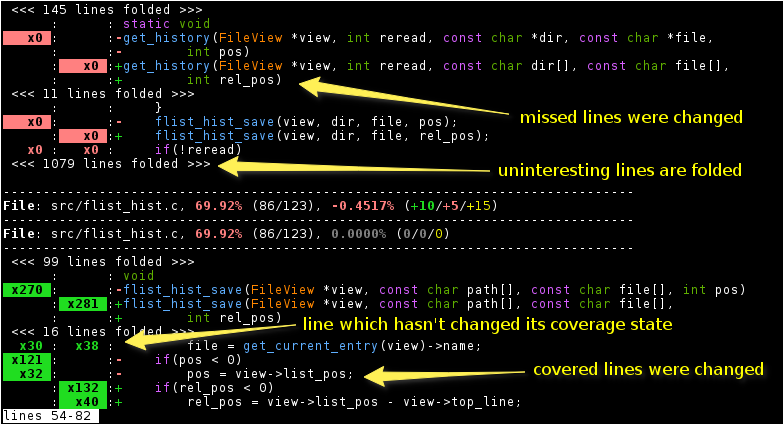 <<< 145 lines folded >>>
: : static void
x0 : :-get_history(FileView *view, int reread, const char *dir, const char *file,
: :- int pos)
: x0 :+get_history(FileView *view, int reread, const char dir[], const char file[],
: :+ int rel_pos)
<<< 11 lines folded >>>
: : }
x0 : :- flist_hist_save(view, dir, file, pos);
: x0 :+ flist_hist_save(view, dir, file, rel_pos);
x0 : x0 : if(!reread)
<<< 1079 lines folded >>>
missed lines were changed
uninteresting lines are folded
-------------------------------------------------------------------------------
File: src/flist_hist.c, 69.92% (86/123), -0.4517% (+10/+5/+15)
-------------------------------------------------------------------------------
File: src/flist_hist.c, 69.92% (86/123), 0.0000% (0/0/0)
-------------------------------------------------------------------------------
<<< 99 lines folded >>>
: : void
x270 : :-flist_hist_save(FileView *view, const char path[], const char file[], int pos)
: x281 :+flist_hist_save(FileView *view, const char path[], const char file[],
: :+ int rel_pos)
<<< 16 lines folded >>>
line which hasn't changed its coverage state
x30 : x38 : file = get_current_entry(view)->name;
x121 : :- if(pos < 0)
x32 : :- pos = view->list_pos;
covered lines were changed
: x132 :+ if(rel_pos < 0)
: x40 :+ rel_pos = view->list_pos - view->top_line;
lines 54-82